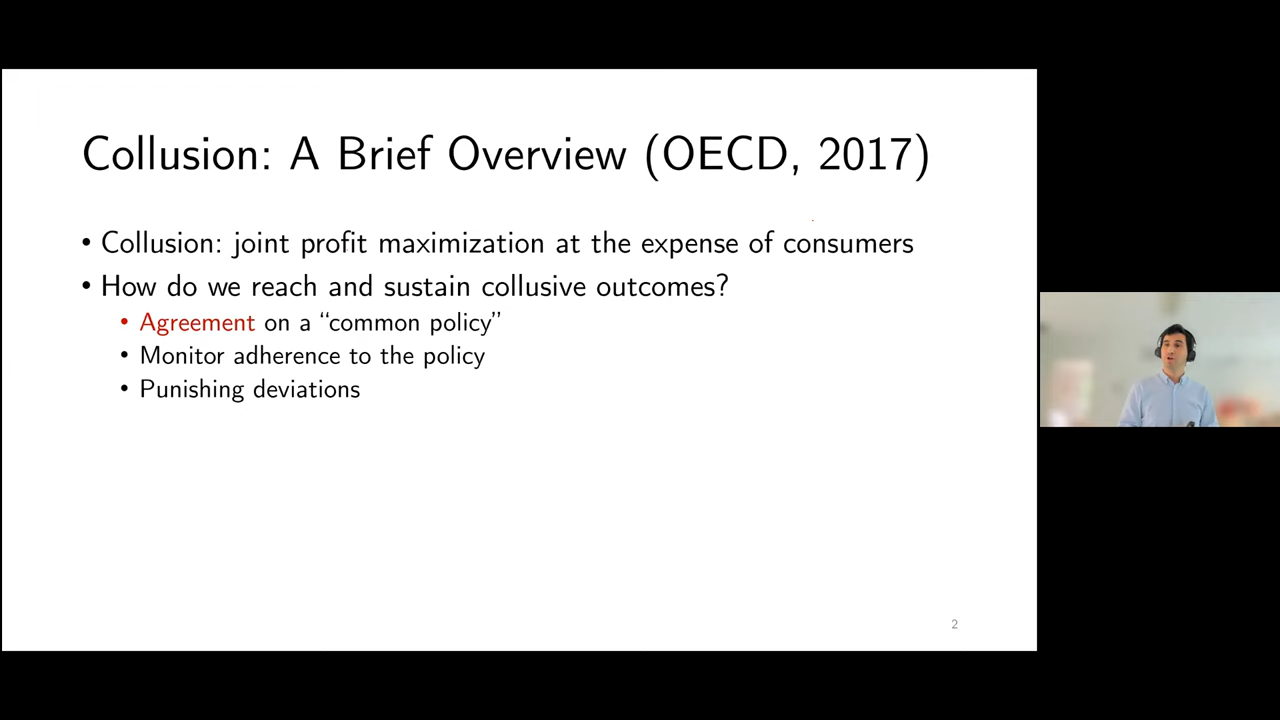 Collusion: A Brief Overview (OECD, 2017)
• Collusion: joint profit maximization at the expense of consumers
• How do we reach and sustain collusive outcomes?
• Agreement on a “common policy”
• Monitor adherence to the policy
• Punishing deviations
2